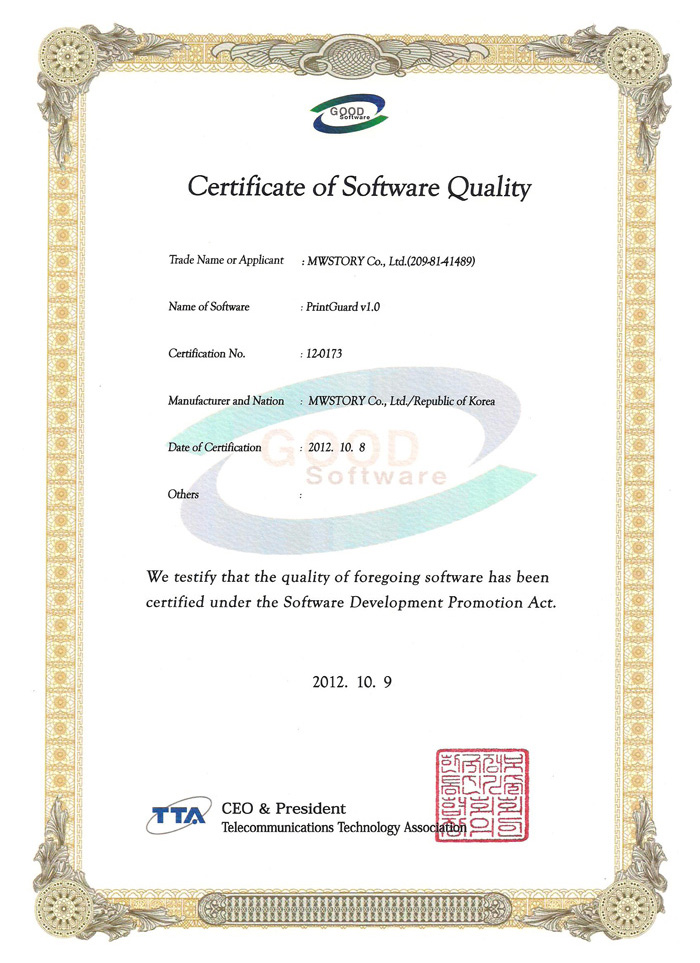 GOOD
Software
Certificate of Software Quality
Trade Name or Applicant : MWSTORY Co., Ltd.(209-81-41489)
Name of Software : PrintGuard v1.0
Certification No. : 12-0173
Manufacturer and Nation : MWSTORY Co., Ltd./Republic of Korea
Date of Certification : 2012. 10. 8
Others :
GOOD
Software
We testify that the quality of foregoing software has been
certified under the Software Development Promotion Act.
2012. 10. 9
TTA
CEO & President
Telecommunications Technology Association